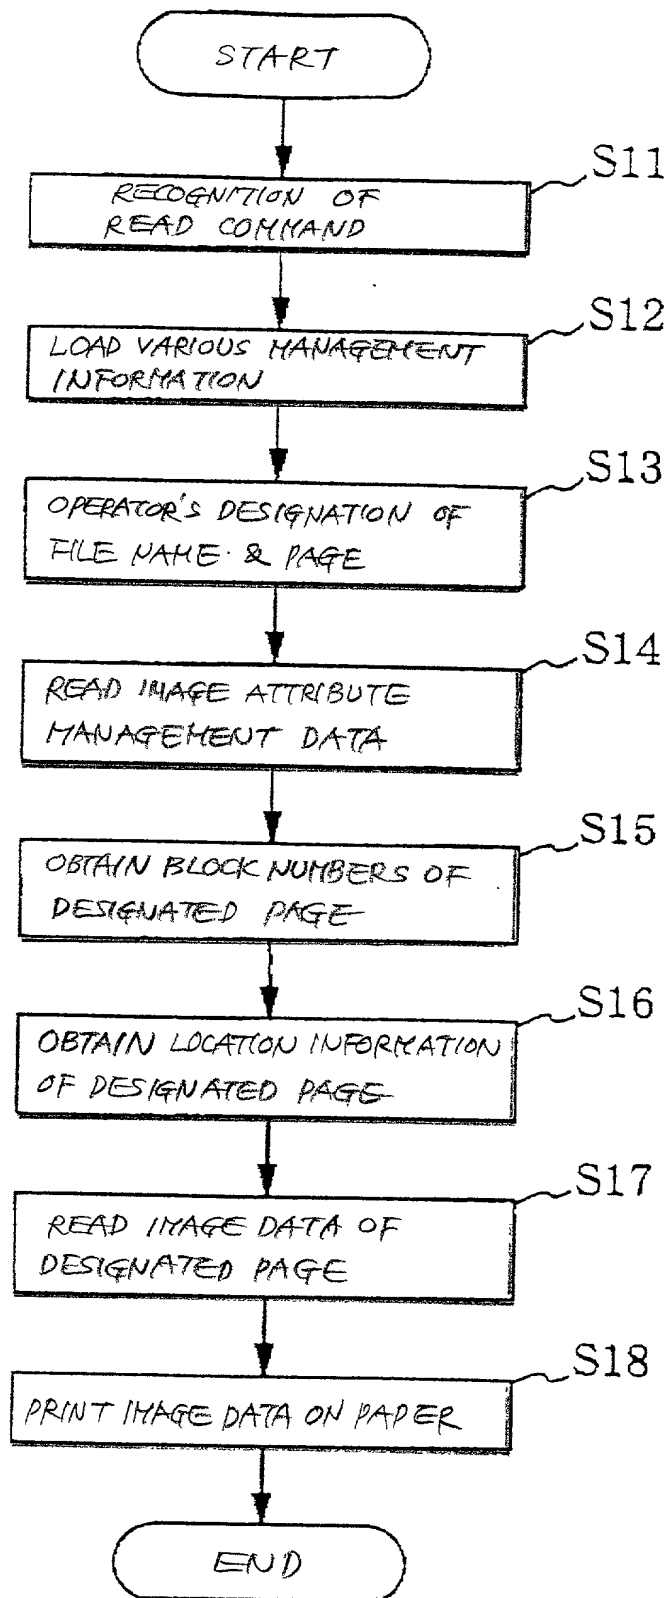 START
S11
RECOGNITION OF
READ COMMAND
S12
LOAD VARIOUS MANAGEMENT
INFORMATION
S13
OPERATOR'S DESIGNATION OF
FILE NAME & PAGE
S14
READ IMAGE ATTRIBUTE
MANAGEMENT DATA
S15
OBTAIN BLOCK NUMBERS OF
DESIGNATED PAGE
S16
OBTAIN LOCATION INFORMATION
OF DESIGNATED PAGE
S17
READ IMAGE DATA OF
DESIGNATED PAGE
S18
PRINT IMAGE DATA ON PAPER
END